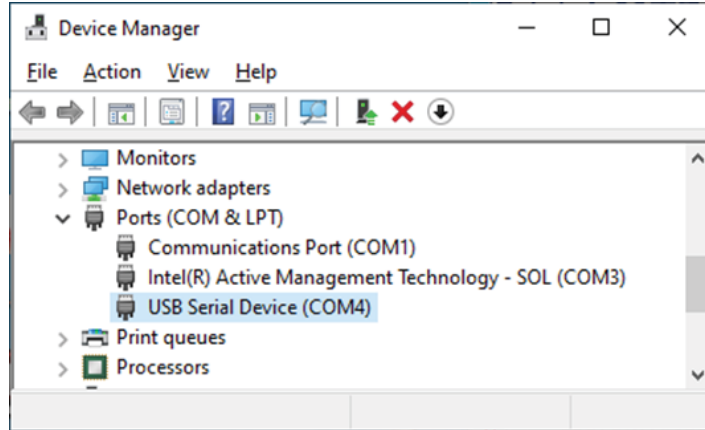 Device Manager
File Action View Help
Monitors
Network adapters
Ports (COM & LPT)
Communications Port (COM1)
Intel(R) Active Management Technology - SOL (COM3)
USB Serial Device (COM4)
Print queues
Processors